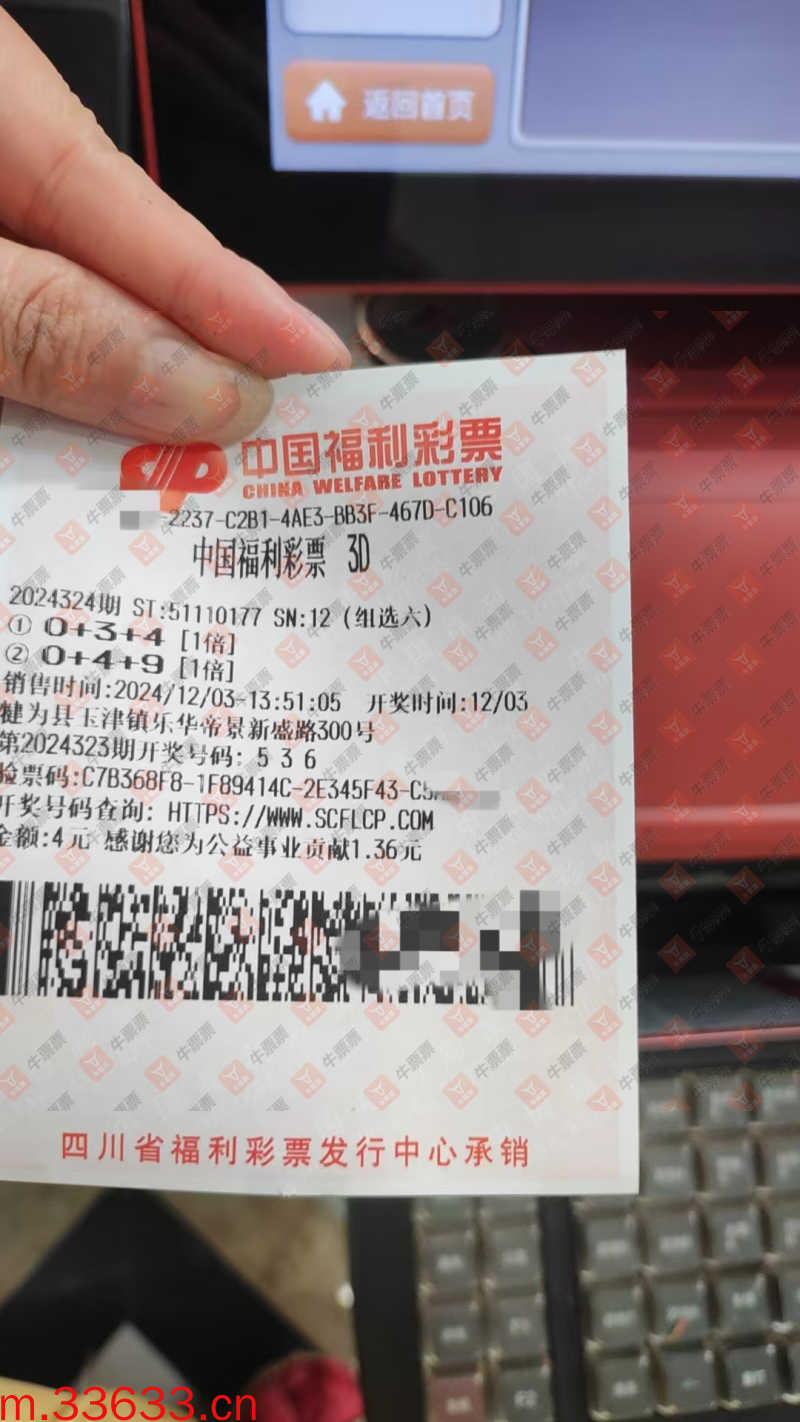 返回首页
中国福利彩票
CHINA WELFARE LOTTERY
-2237-C2B1-4AE3-BB3F-467D-C106
中国福利彩票 3D
2024324期 ST:51110177 SN:12 (组选六)
① 0+3+4 [1倍]
② 0+4+9 [1倍]
销售时间:2024/12/03-13:51:05 开奖时间:12/03
犍为县玉津镇乐华帝景新盛路300号
第2024323期开奖号码: 5 3 6
验票码:C7B368F8-1F89414C-2E345F43-C5
开奖号码查询: HTTPS://WWW.SCFLCP.COM
金额:4元 感谢您为公益事业贡献1.36元
四川省福利彩票发行中心承销
牛票票
m.33633.cn